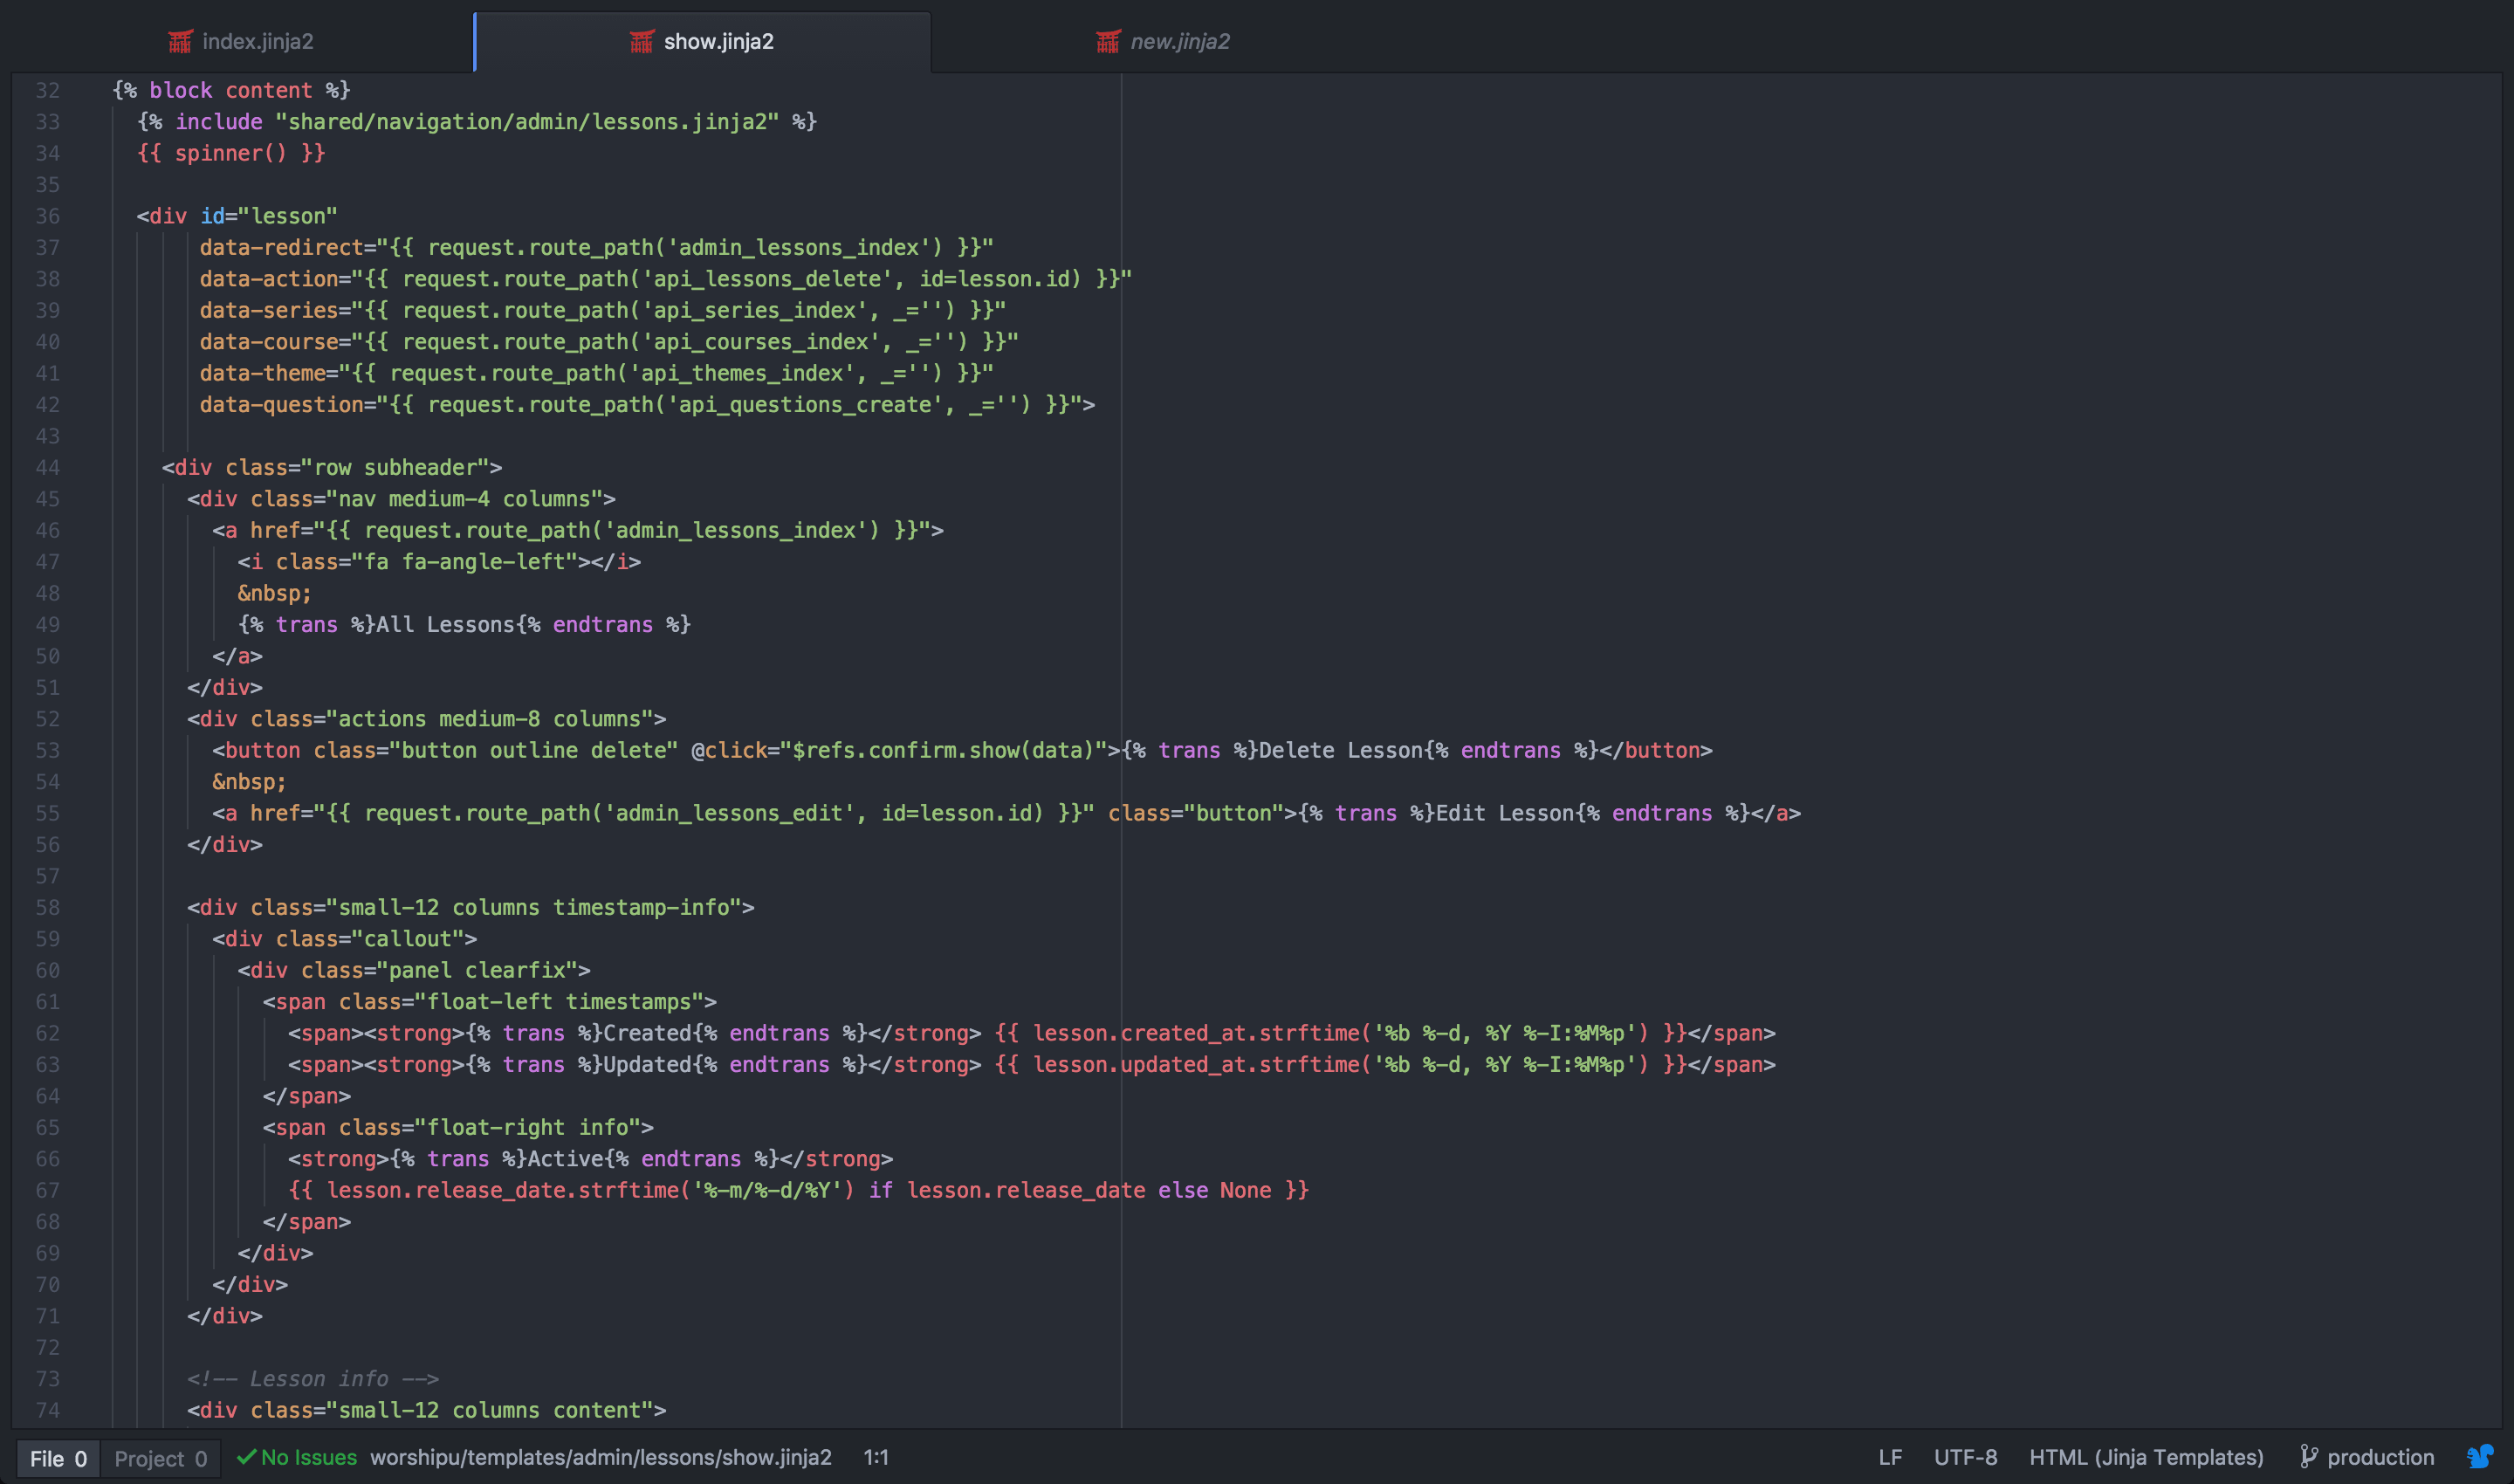 index.jinja2
show.jinja2
new.jinja2
32 {% block content %}
33 {% include "shared/navigation/admin/lessons.jinja2" %}
34 {{ spinner() }}
35
36 <div id="lesson"
37 data-redirect="{{ request.route_path('admin_lessons_index') }}"
38 data-action="{{ request.route_path('api_lessons_delete', id=lesson.id) }}"
39 data-series="{{ request.route_path('api_series_index', _='') }}"
40 data-course="{{ request.route_path('api_courses_index', _='') }}"
41 data-theme="{{ request.route_path('api_themes_index', _='') }}"
42 data-question="{{ request.route_path('api_questions_create', _='') }}">
43
44 <div class="row subheader">
45 <div class="nav medium-4 columns">
46 <a href="{{ request.route_path('admin_lessons_index') }}">
47 <i class="fa fa-angle-left"></i>
48 &nbsp;
49 {% trans %}All Lessons{% endtrans %}
50 </a>
51 </div>
52 <div class="actions medium-8 columns">
53 <button class="button outline delete" @click="$refs.confirm.show(data)">{% trans %}Delete Lesson{% endtrans %}</button>
54 &nbsp;
55 <a href="{{ request.route_path('admin_lessons_edit', id=lesson.id) }}" class="button">{% trans %}Edit Lesson{% endtrans %}</a>
56 </div>
57
58 <div class="small-12 columns timestamp-info">
59 <div class="callout">
60 <div class="panel clearfix">
61 <span class="float-left timestamps">
62 <span><strong>{% trans %}Created{% endtrans %}</strong> {{ lesson.created_at.strftime('%b %-d, %Y %-I:%M%p') }}</span>
63 <span><strong>{% trans %}Updated{% endtrans %}</strong> {{ lesson.updated_at.strftime('%b %-d, %Y %-I:%M%p') }}</span>
64 </span>
65 <span class="float-right info">
66 <strong>{% trans %}Active{% endtrans %}</strong>
67 {{ lesson.release_date.strftime('%-m/%-d/%Y') if lesson.release_date else None }}
68 </span>
69 </div>
70 </div>
71 </div>
72
73 <!-- Lesson info -->
74 <div class="small-12 columns content">
File 0 Project 0 No Issues worshipu/templates/admin/lessons/show.jinja2 1:1 LF UTF-8 HTML (Jinja Templates) production